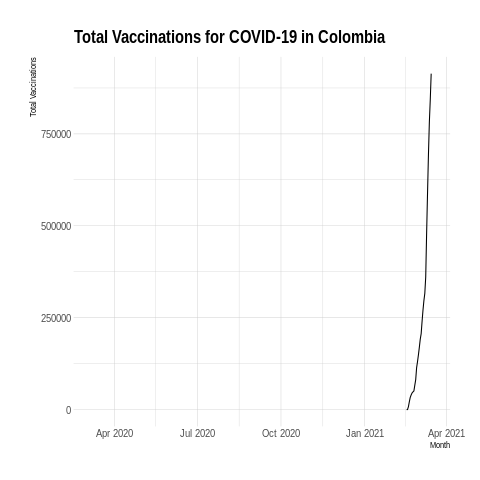 Total Vaccinations for COVID-19 in Colombia
Total Vaccinations
750000
500000
250000
0
Apr 2020 Jul 2020 Oct 2020 Jan 2021 Apr 2021
Month